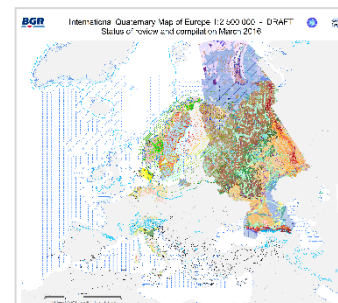 BGR
International Quaternary Map of Europe 1:2 500 000 - DRAFT
Status of review and compilation March 2016